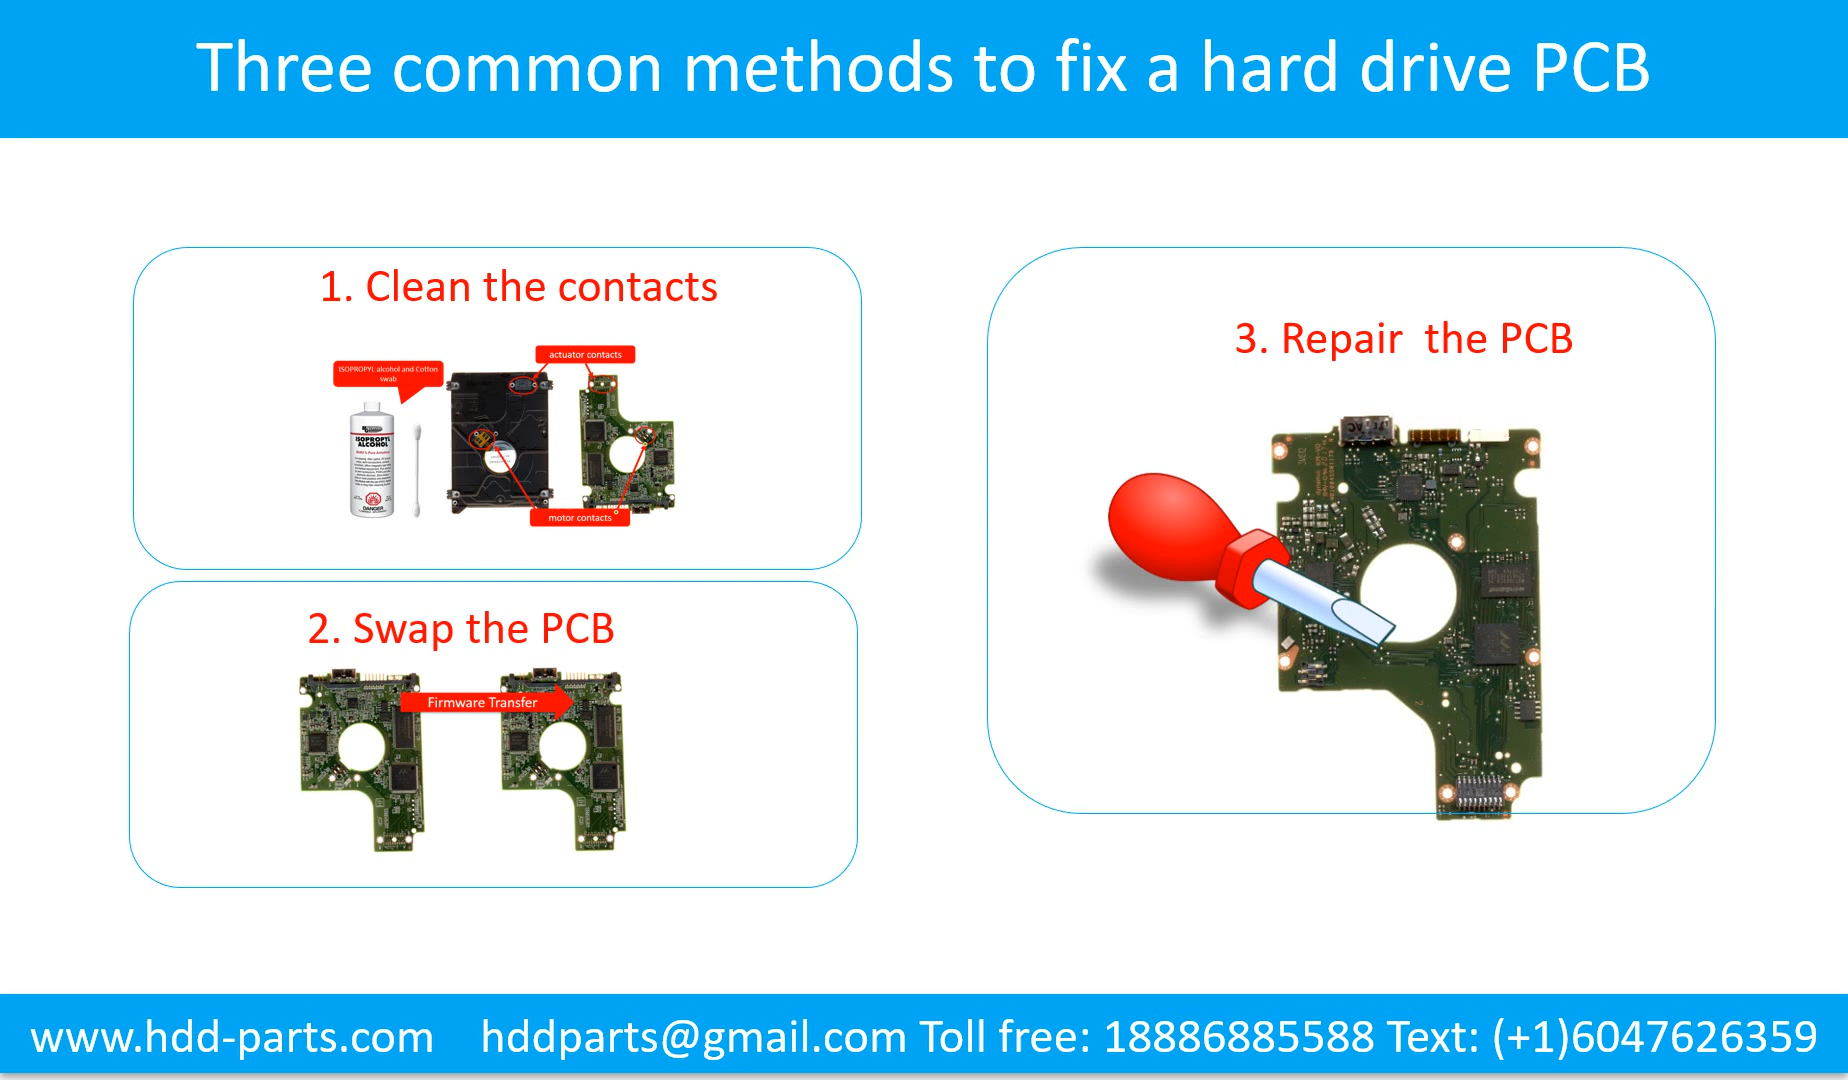 Three common methods to fix a hard drive PCB
1. Clean the contacts
actuator contacts
ISOPROPYL alcohol and Cotton
swab
ISOPROPYL
ALCOHOL
DANGER
motor contacts
2. Swap the PCB
Firmware Transfer
3. Repair  the PCB
www.hdd-parts.com    hddparts@gmail.com Toll free: 18886885588 Text: (+1)6047626359